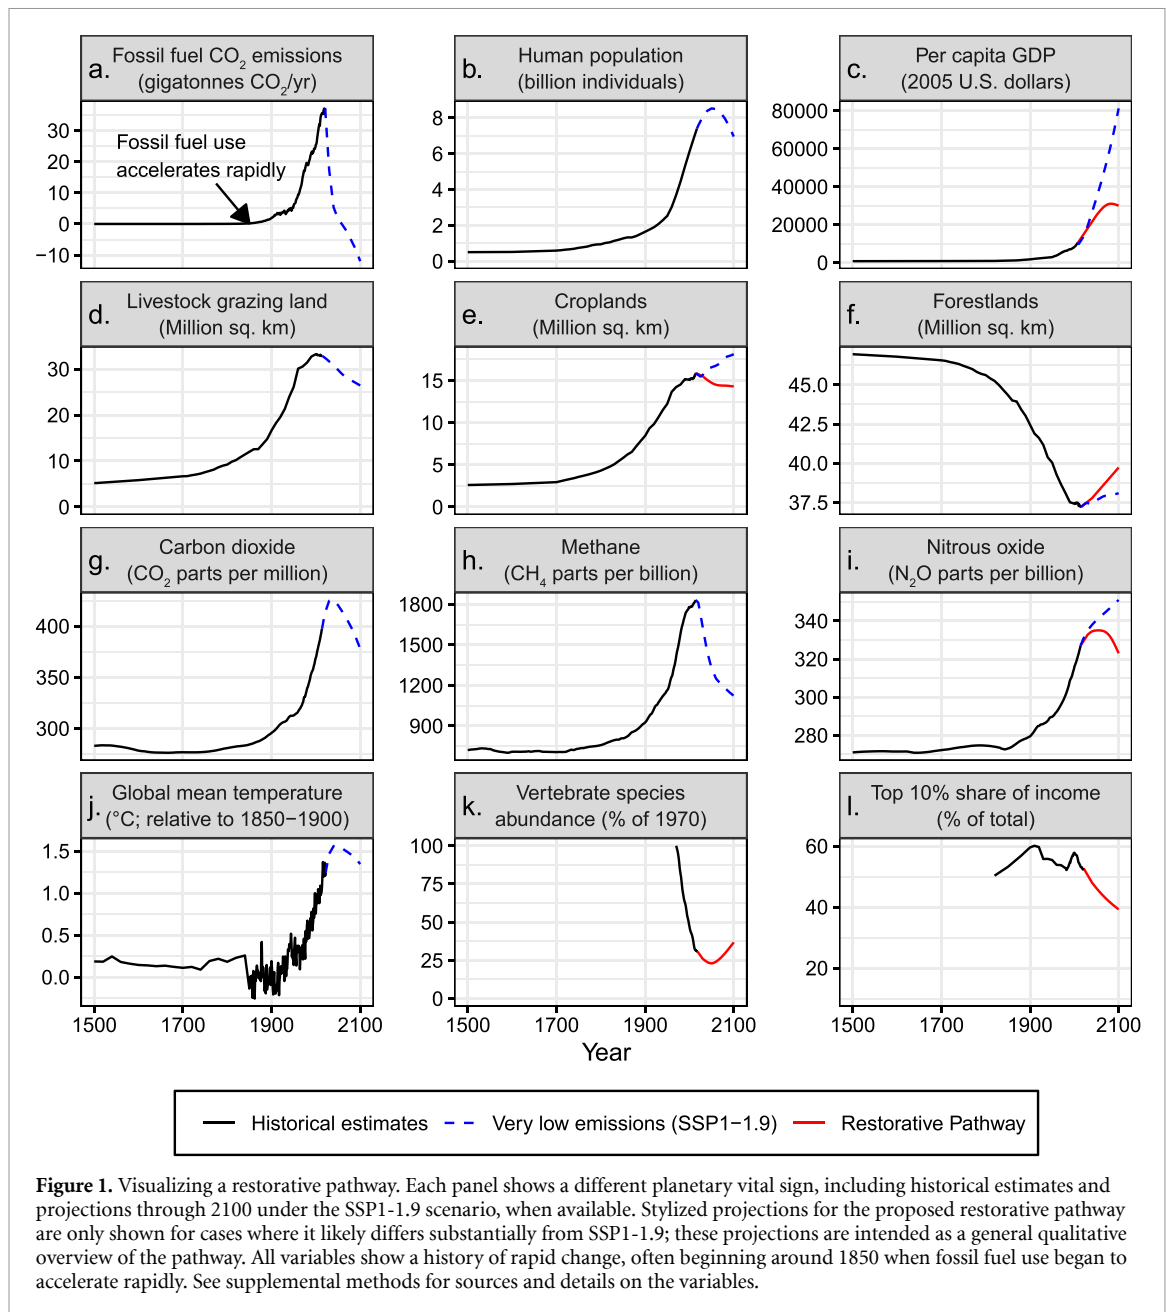 a. Fossil fuel CO2 emissions
(gigatonnes CO2/yr)
30
20
10
0
−10
Fossil fuel use
accelerates rapidly
b. Human population
(billion individuals)
8
6
4
2
0
c. Per capita GDP
(2005 U.S. dollars)
80000
60000
40000
20000
0
d. Livestock grazing land
(Million sq. km)
30
20
10
0
e. Croplands
(Million sq. km)
15
10
5
0
f. Forestlands
(Million sq. km)
45.0
42.5
40.0
37.5
g. Carbon dioxide
(CO2 parts per million)
400
350
300
h. Methane
(CH4 parts per billion)
1800
1500
1200
900
i. Nitrous oxide
(N2O parts per billion)
340
320
300
280
j. Global mean temperature
(°C; relative to 1850−1900)
1.5
1.0
0.5
0.0
1500 1700 1900 2100
k. Vertebrate species
abundance (% of 1970)
100
75
50
25
0
1500 1700 1900 2100
l. Top 10% share of income
(% of total)
60
40
20
1500 1700 1900 2100
Year
Historical estimates Very low emissions (SSP1−1.9) Restorative Pathway
Figure 1. Visualizing a restorative pathway. Each panel shows a different planetary vital sign, including historical estimates and
projections through 2100 under the SSP1-1.9 scenario, when available. Stylized projections for the proposed restorative pathway
are only shown for cases where it likely differs substantially from SSP1-1.9; these projections are intended as a general qualitative
overview of the pathway. All variables show a history of rapid change, often beginning around 1850 when fossil fuel use began to
accelerate rapidly. See supplemental methods for sources and details on the variables.